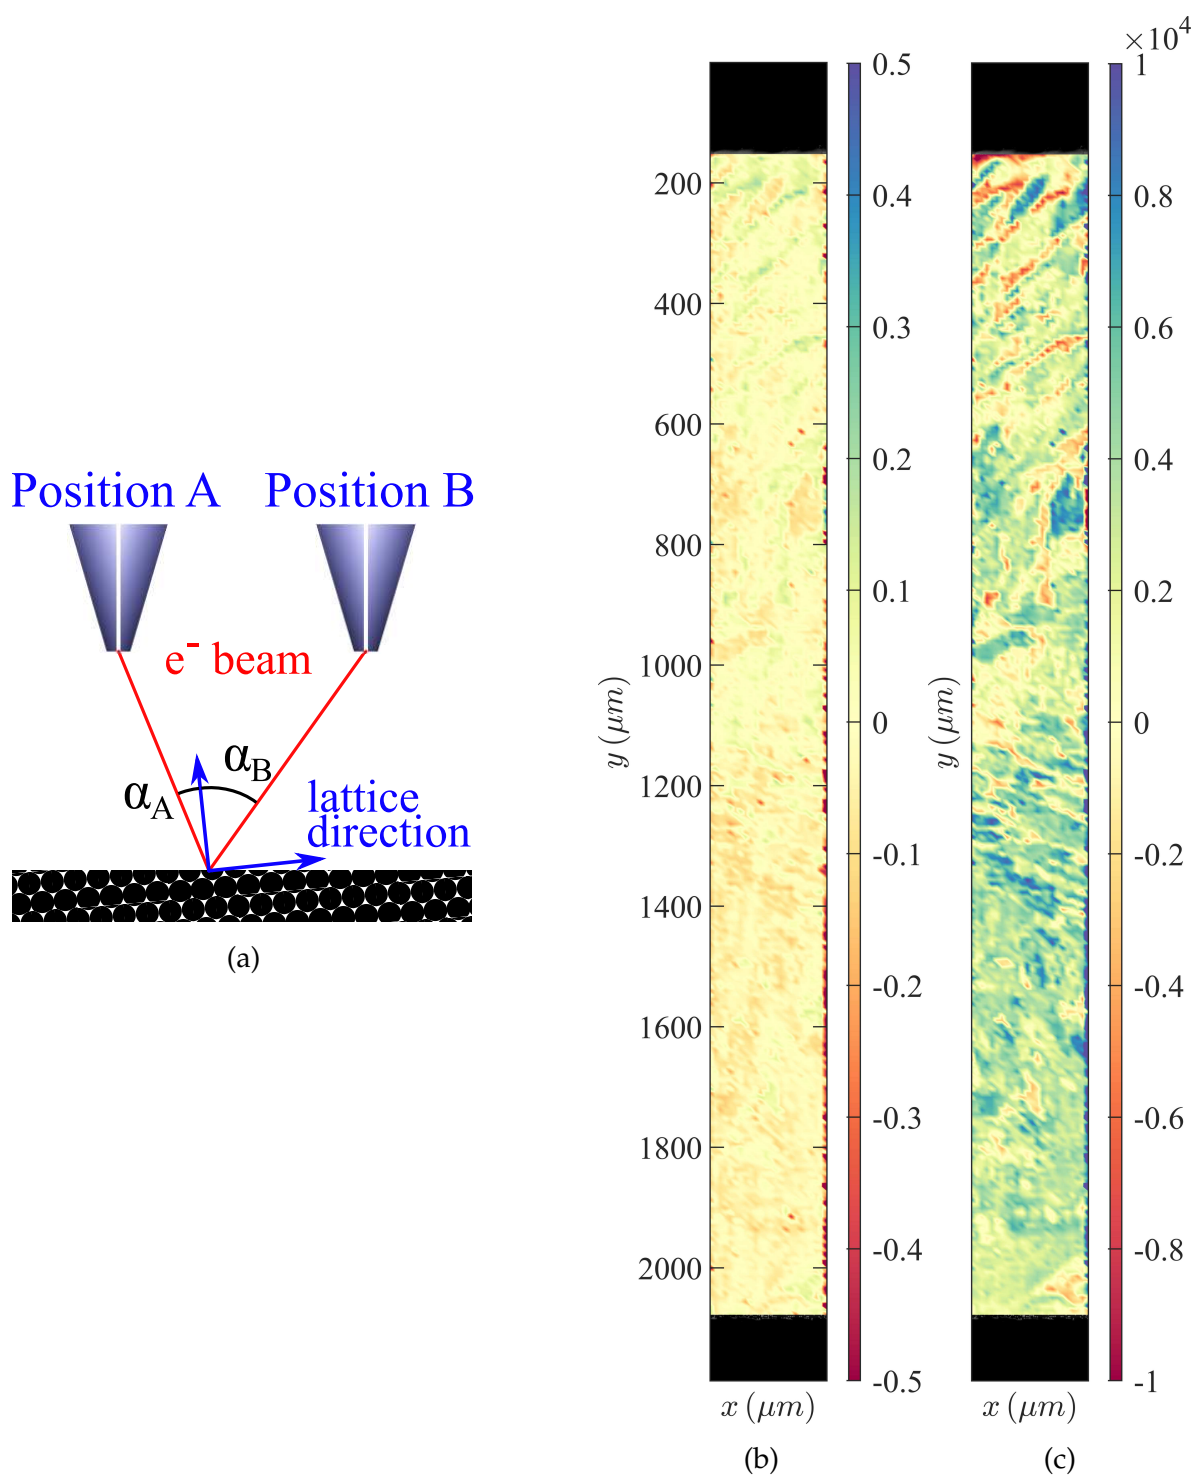 Position A Position B
e⁻ beam
α_A
α_B
lattice
direction
(a)
200
400
600
800
1000
1200
1400
1600
1800
2000
y (μm)
x (μm)
0.5
0.4
0.3
0.2
0.1
0
-0.1
-0.2
-0.3
-0.4
-0.5
(b)
y (μm)
x (μm)
×10⁴
1
0.8
0.6
0.4
0.2
0
-0.2
-0.4
-0.6
-0.8
-1
(c)